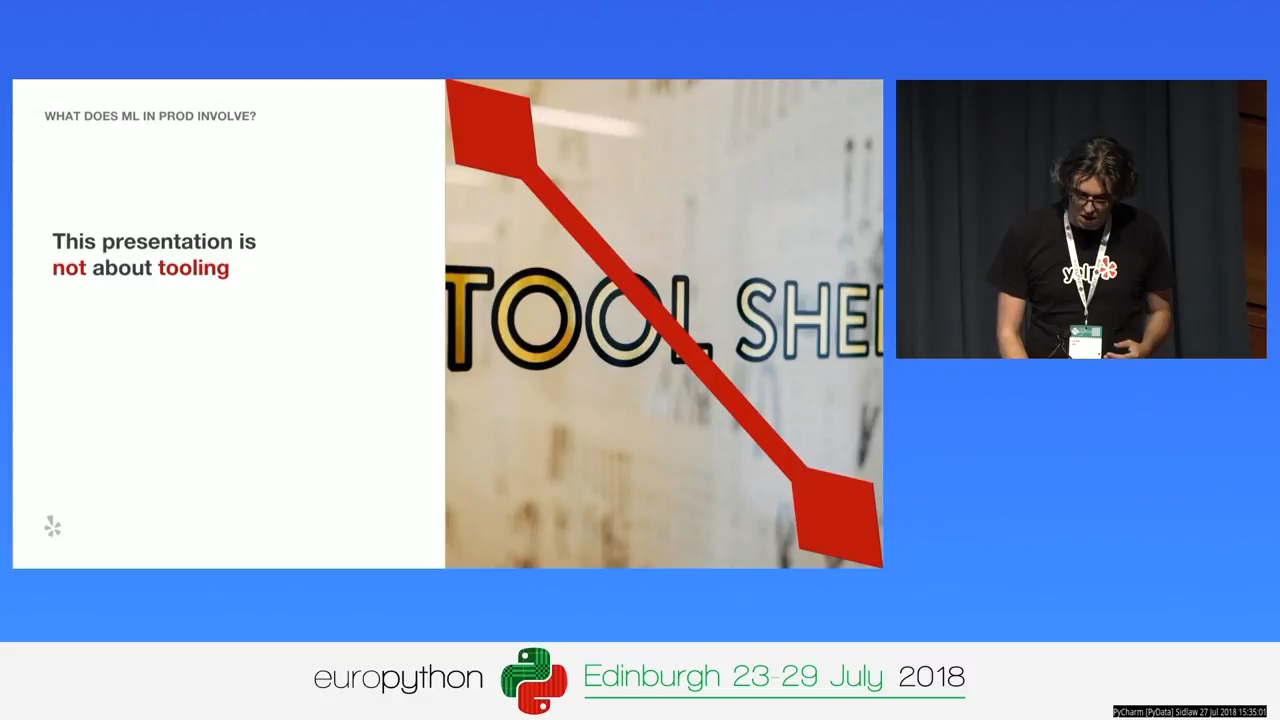 WHAT DOES ML IN PROD INVOLVE?
This presentation is
not about tooling
TOOL SHE
yelp
europython
Edinburgh 23-29 July 2018
PyCharm [PyData] Sidlaw 27 Jul 2018 15:35:01